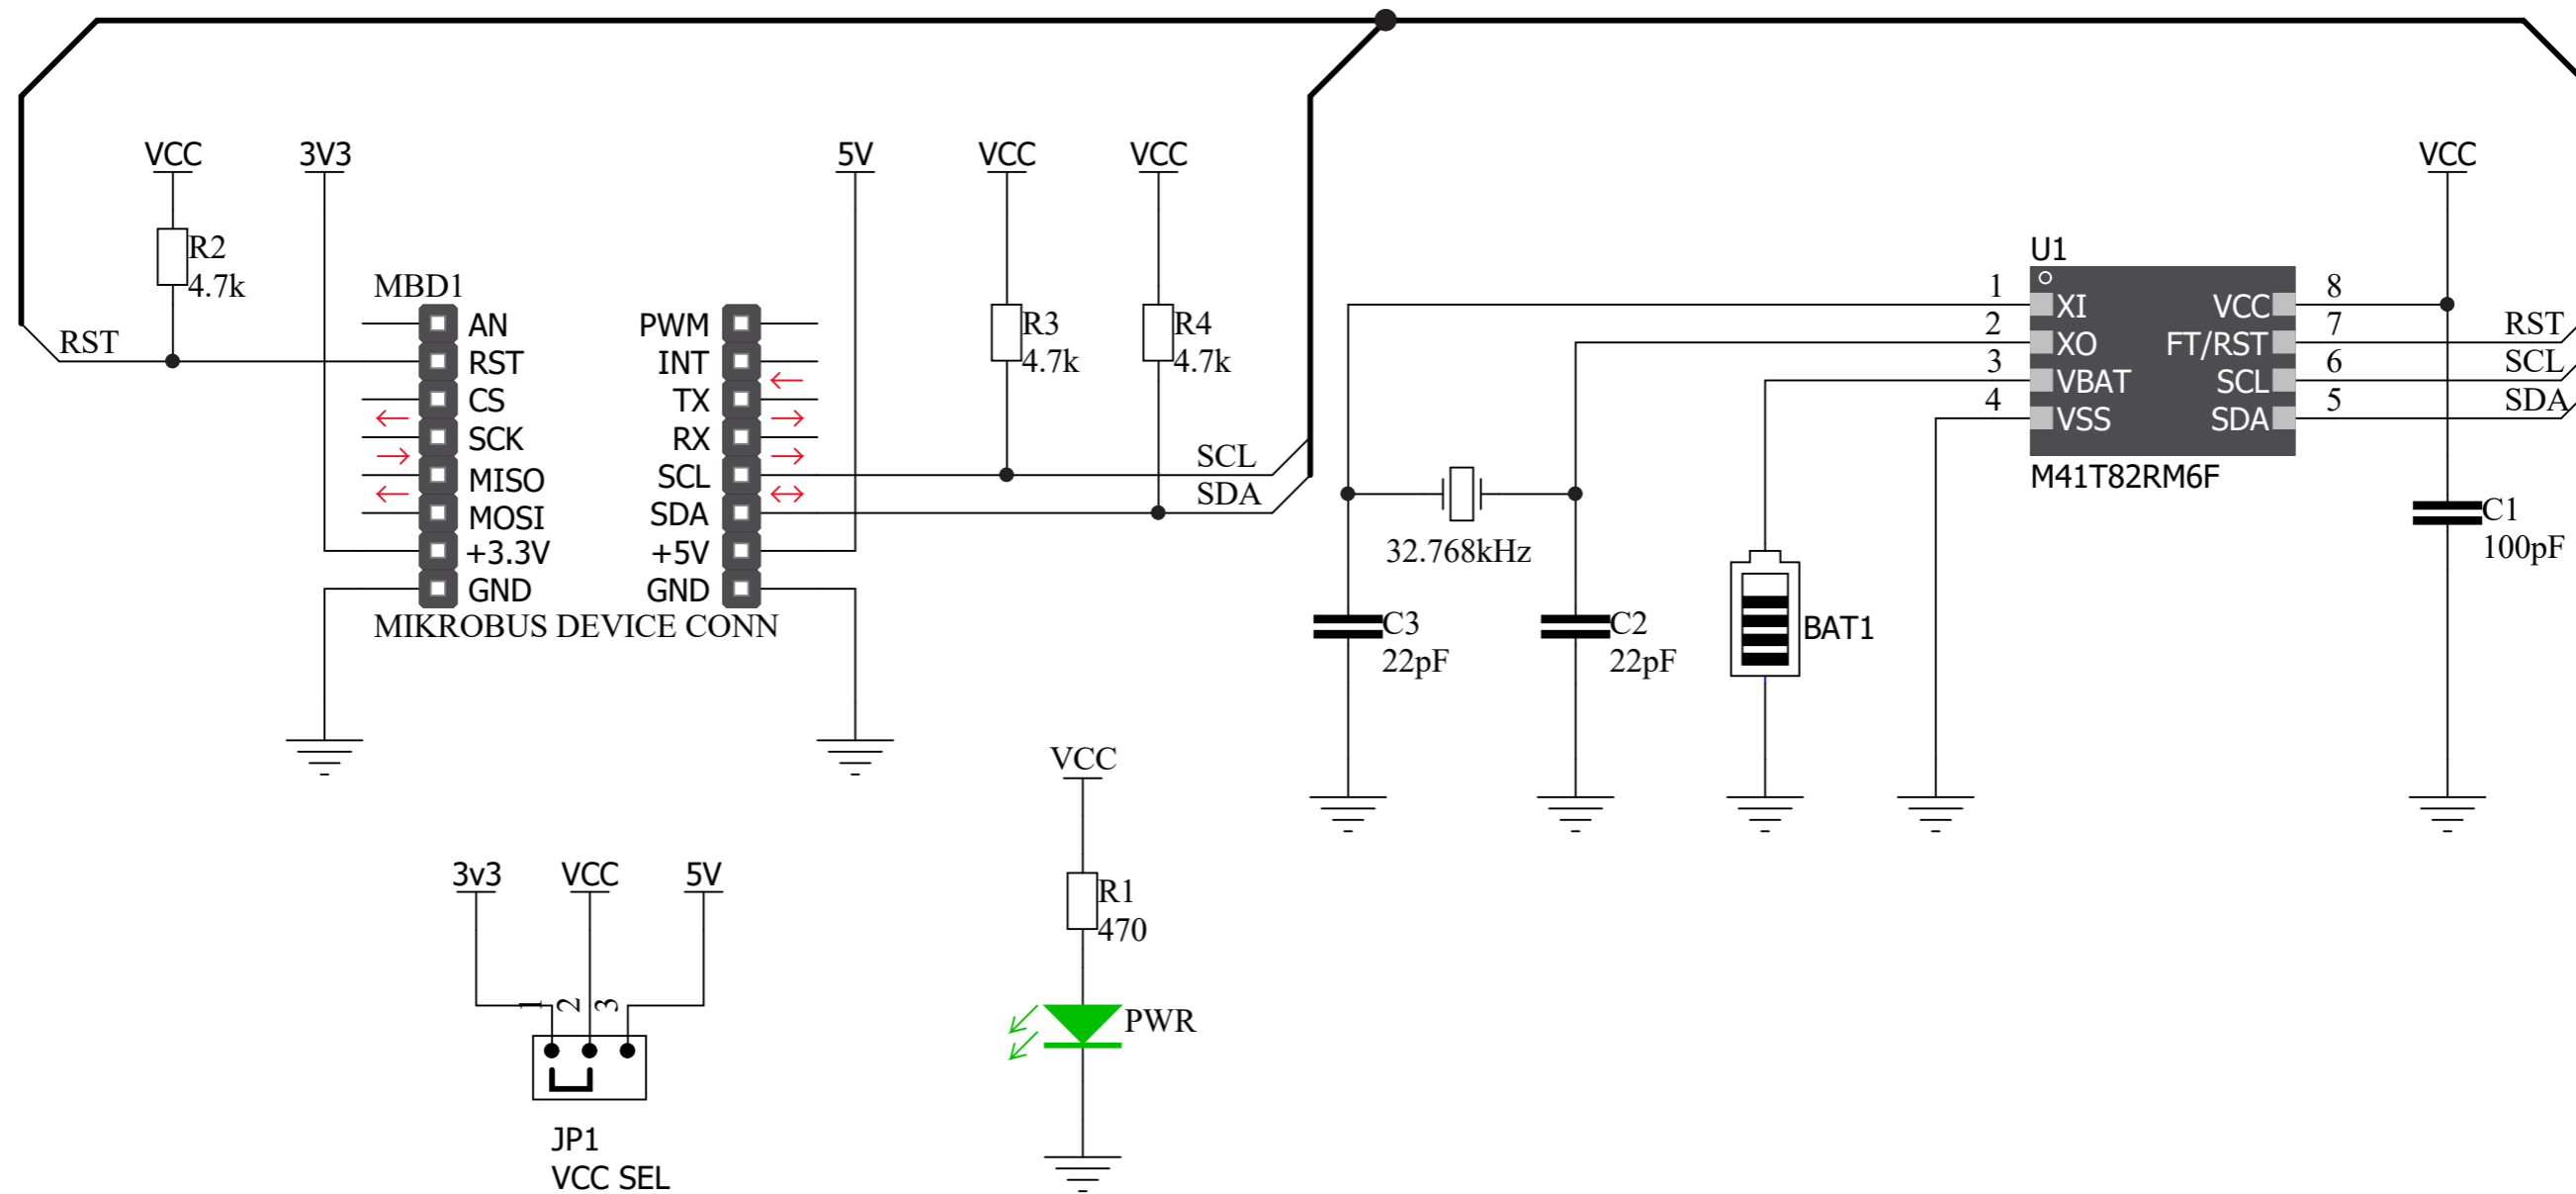 VCC
3V3
5V
VCC
VCC
VCC
R2
4.7k
RST
MBD1
AN
RST
CS
SCK
MISO
MOSI
+3.3V
GND
PWM
INT
TX
RX
SCL
SDA
+5V
GND
MIKROBUS DEVICE CONN
R3
4.7k
R4
4.7k
SCL
SDA
U1
1
2
3
4
XI
XO
VBAT
VSS
VCC
FT/RST
SCL
SDA
8
7
6
5
RST
SCL
SDA
M41T82RM6F
32.768kHz
C3
22pF
C2
22pF
BAT1
C1
100pF
3v3
VCC
5V
1
2
3
JP1
VCC SEL
VCC
R1
470
PWR